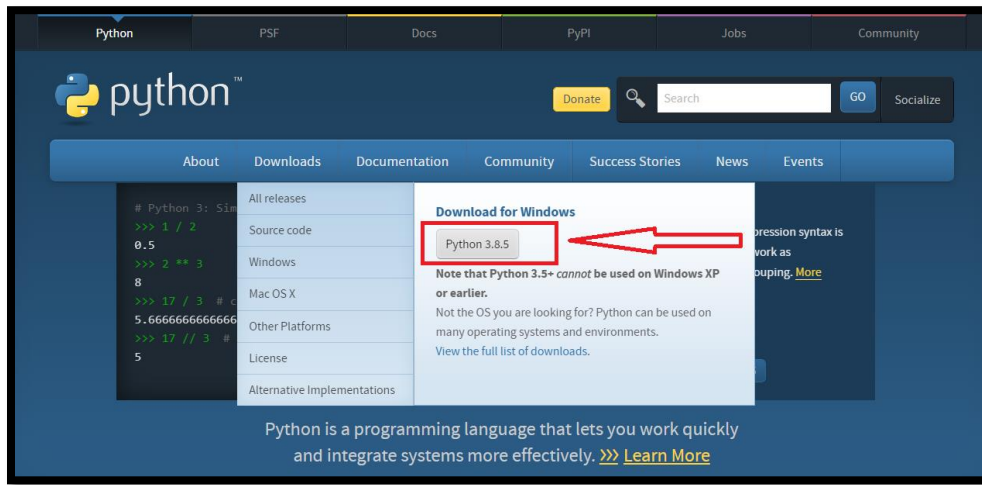 Python PSF Docs PyPI Jobs Community
python™
Donate Search GO Socialize
About Downloads Documentation Community Success Stories News Events
# Python 3: Sim
>>> 1 / 2
0.5
>>> 2 ** 3
8
>>> 17 / 3 # c
5.6666666666666
>>> 17 // 3 #
5
All releases
Source code
Windows
Mac OS X
Other Platforms
License
Alternative Implementations
Download for Windows
Python 3.8.5
Note that Python 3.5+ cannot be used on Windows XP
or earlier.
Not the OS you are looking for? Python can be used on
many operating systems and environments.
View the full list of downloads.
pression syntax is
work as
ouping. More
Python is a programming language that lets you work quickly
and integrate systems more effectively. >>> Learn More